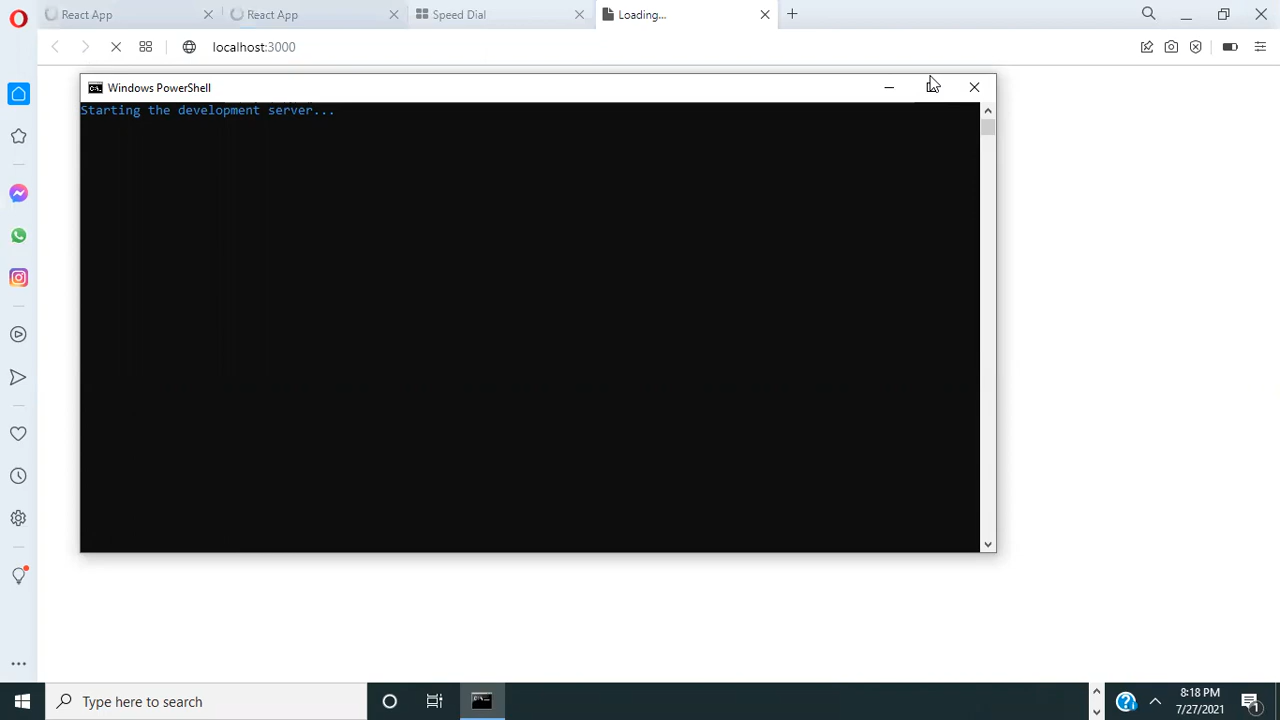 React App
React App
Speed Dial
Loading...
localhost:3000
Windows PowerShell
Starting the development server...
Type here to search
8:18 PM
7/27/2021
1